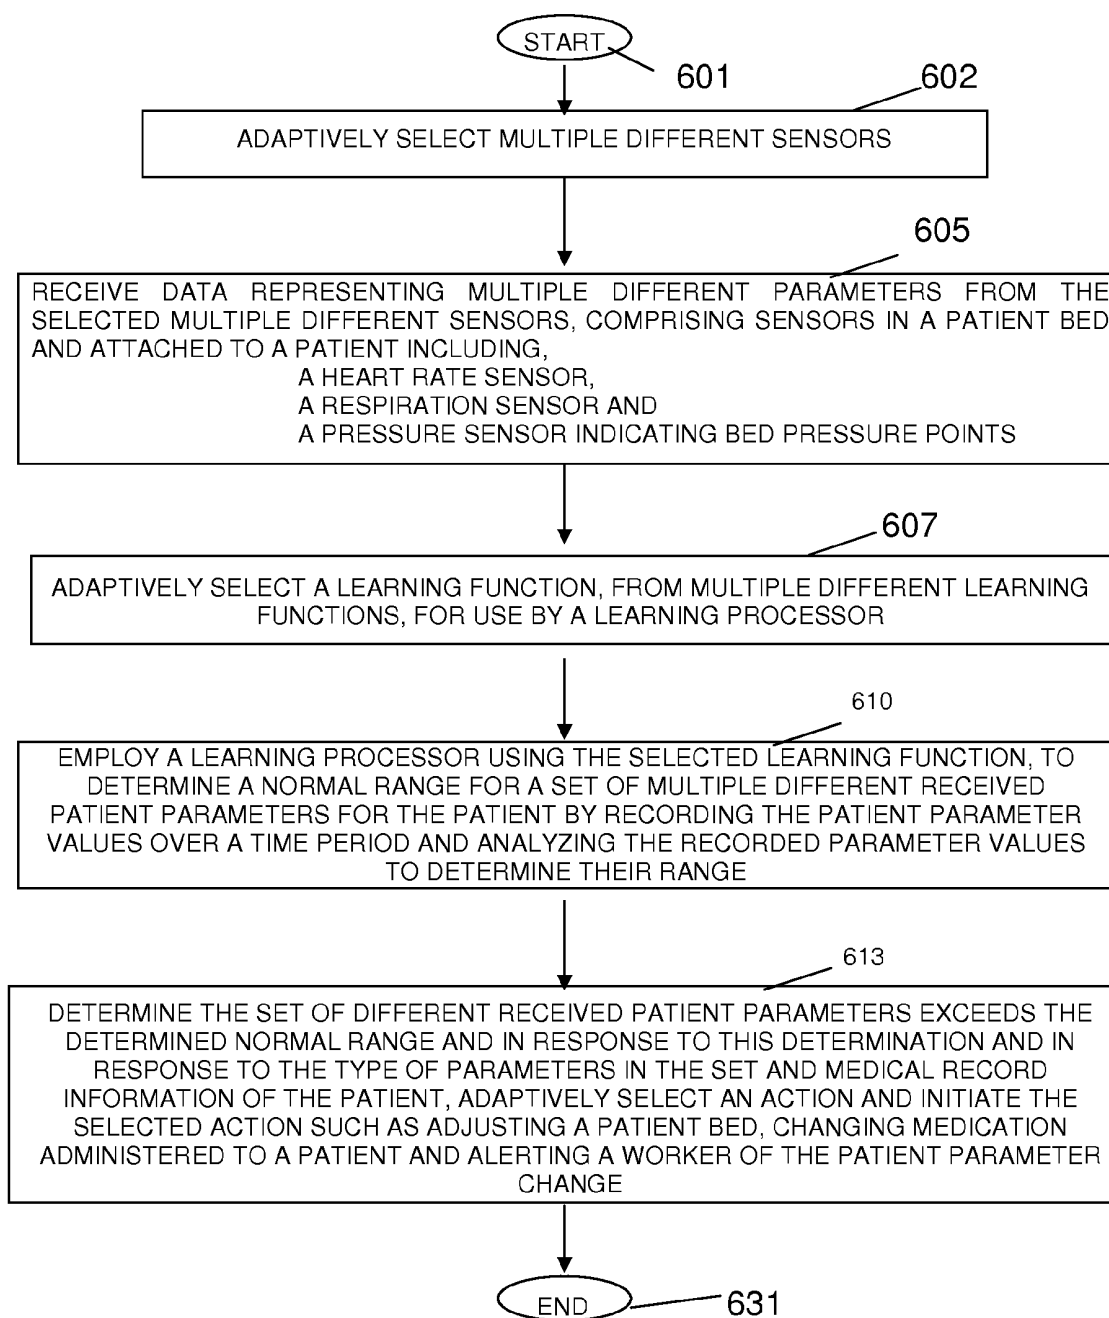 START
601
602
ADAPTIVELY SELECT MULTIPLE DIFFERENT SENSORS
605
RECEIVE DATA REPRESENTING MULTIPLE DIFFERENT PARAMETERS FROM THE
SELECTED MULTIPLE DIFFERENT SENSORS, COMPRISING SENSORS IN A PATIENT BED
AND ATTACHED TO A PATIENT INCLUDING,
A HEART RATE SENSOR,
A RESPIRATION SENSOR AND
A PRESSURE SENSOR INDICATING BED PRESSURE POINTS
607
ADAPTIVELY SELECT A LEARNING FUNCTION, FROM MULTIPLE DIFFERENT LEARNING
FUNCTIONS, FOR USE BY A LEARNING PROCESSOR
610
EMPLOY A LEARNING PROCESSOR USING THE SELECTED LEARNING FUNCTION, TO
DETERMINE A NORMAL RANGE FOR A SET OF MULTIPLE DIFFERENT RECEIVED
PATIENT PARAMETERS FOR THE PATIENT BY RECORDING THE PATIENT PARAMETER
VALUES OVER A TIME PERIOD AND ANALYZING THE RECORDED PARAMETER VALUES
TO DETERMINE THEIR RANGE
613
DETERMINE THE SET OF DIFFERENT RECEIVED PATIENT PARAMETERS EXCEEDS THE
DETERMINED NORMAL RANGE AND IN RESPONSE TO THIS DETERMINATION AND IN
RESPONSE TO THE TYPE OF PARAMETERS IN THE SET AND MEDICAL RECORD
INFORMATION OF THE PATIENT, ADAPTIVELY SELECT AN ACTION AND INITIATE THE
SELECTED ACTION SUCH AS ADJUSTING A PATIENT BED, CHANGING MEDICATION
ADMINISTERED TO A PATIENT AND ALERTING A WORKER OF THE PATIENT PARAMETER
CHANGE
END
631